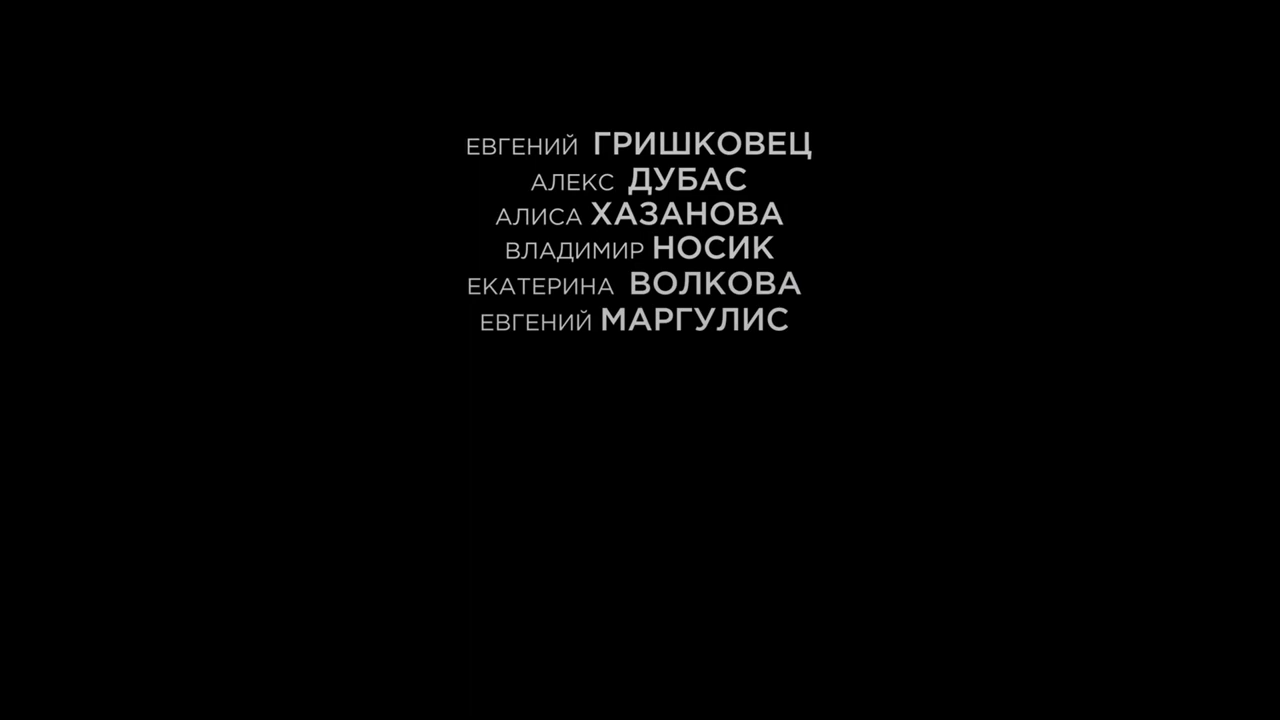 ЕВГЕНИЙ ГРИШКОВЕЦ
АЛЕКС ДУБАС
АЛИСА ХАЗАНОВА
ВЛАДИМИР НОСИК
ЕКАТЕРИНА ВОЛКОВА
ЕВГЕНИЙ МАРГУЛИС